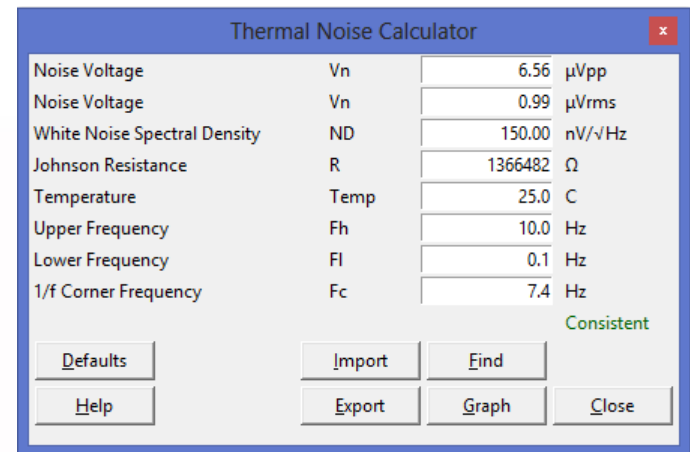 Thermal Noise Calculator x
Noise Voltage Vn 6.56 µVpp
Noise Voltage Vn 0.99 µVrms
White Noise Spectral Density ND 150.00 nV/√Hz
Johnson Resistance R 1366482 Ω
Temperature Temp 25.0 C
Upper Frequency Fh 10.0 Hz
Lower Frequency Fl 0.1 Hz
1/f Corner Frequency Fc 7.4 Hz
Consistent
Defaults Import Find
Help Export Graph Close